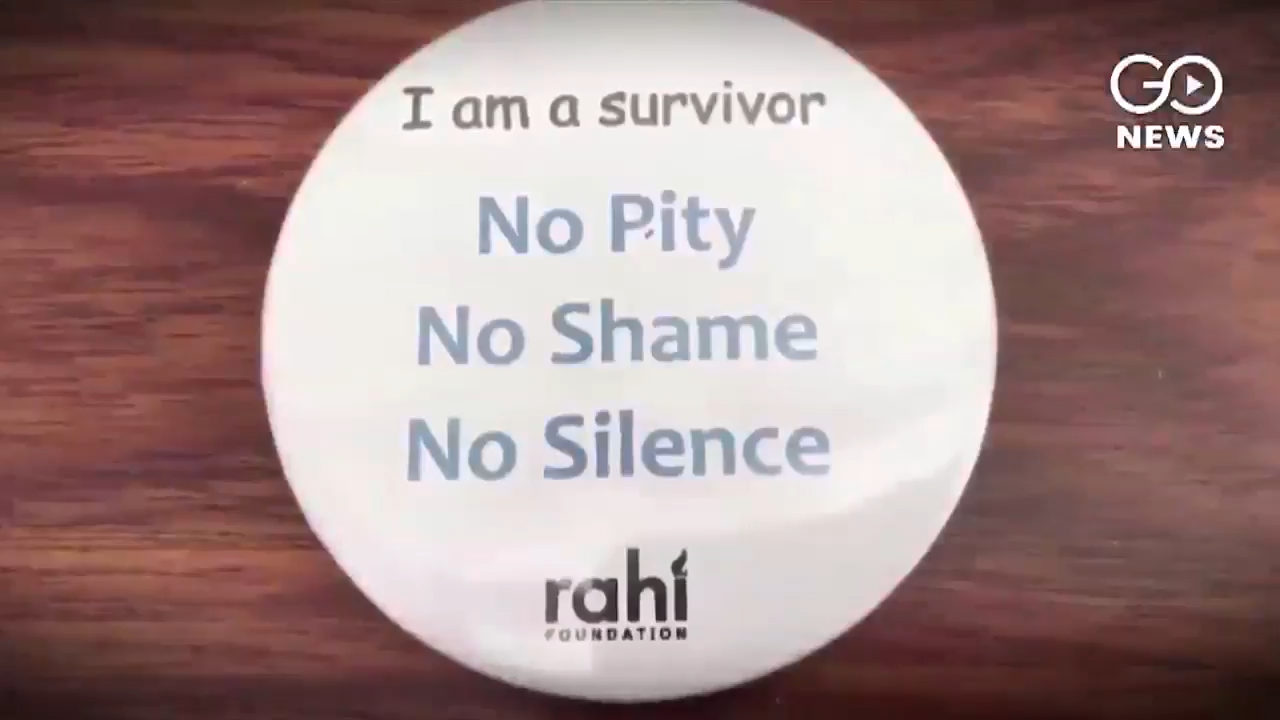 I am a survivor
No Pity
No Shame
No Silence
rahi
FOUNDATION
GO
NEWS